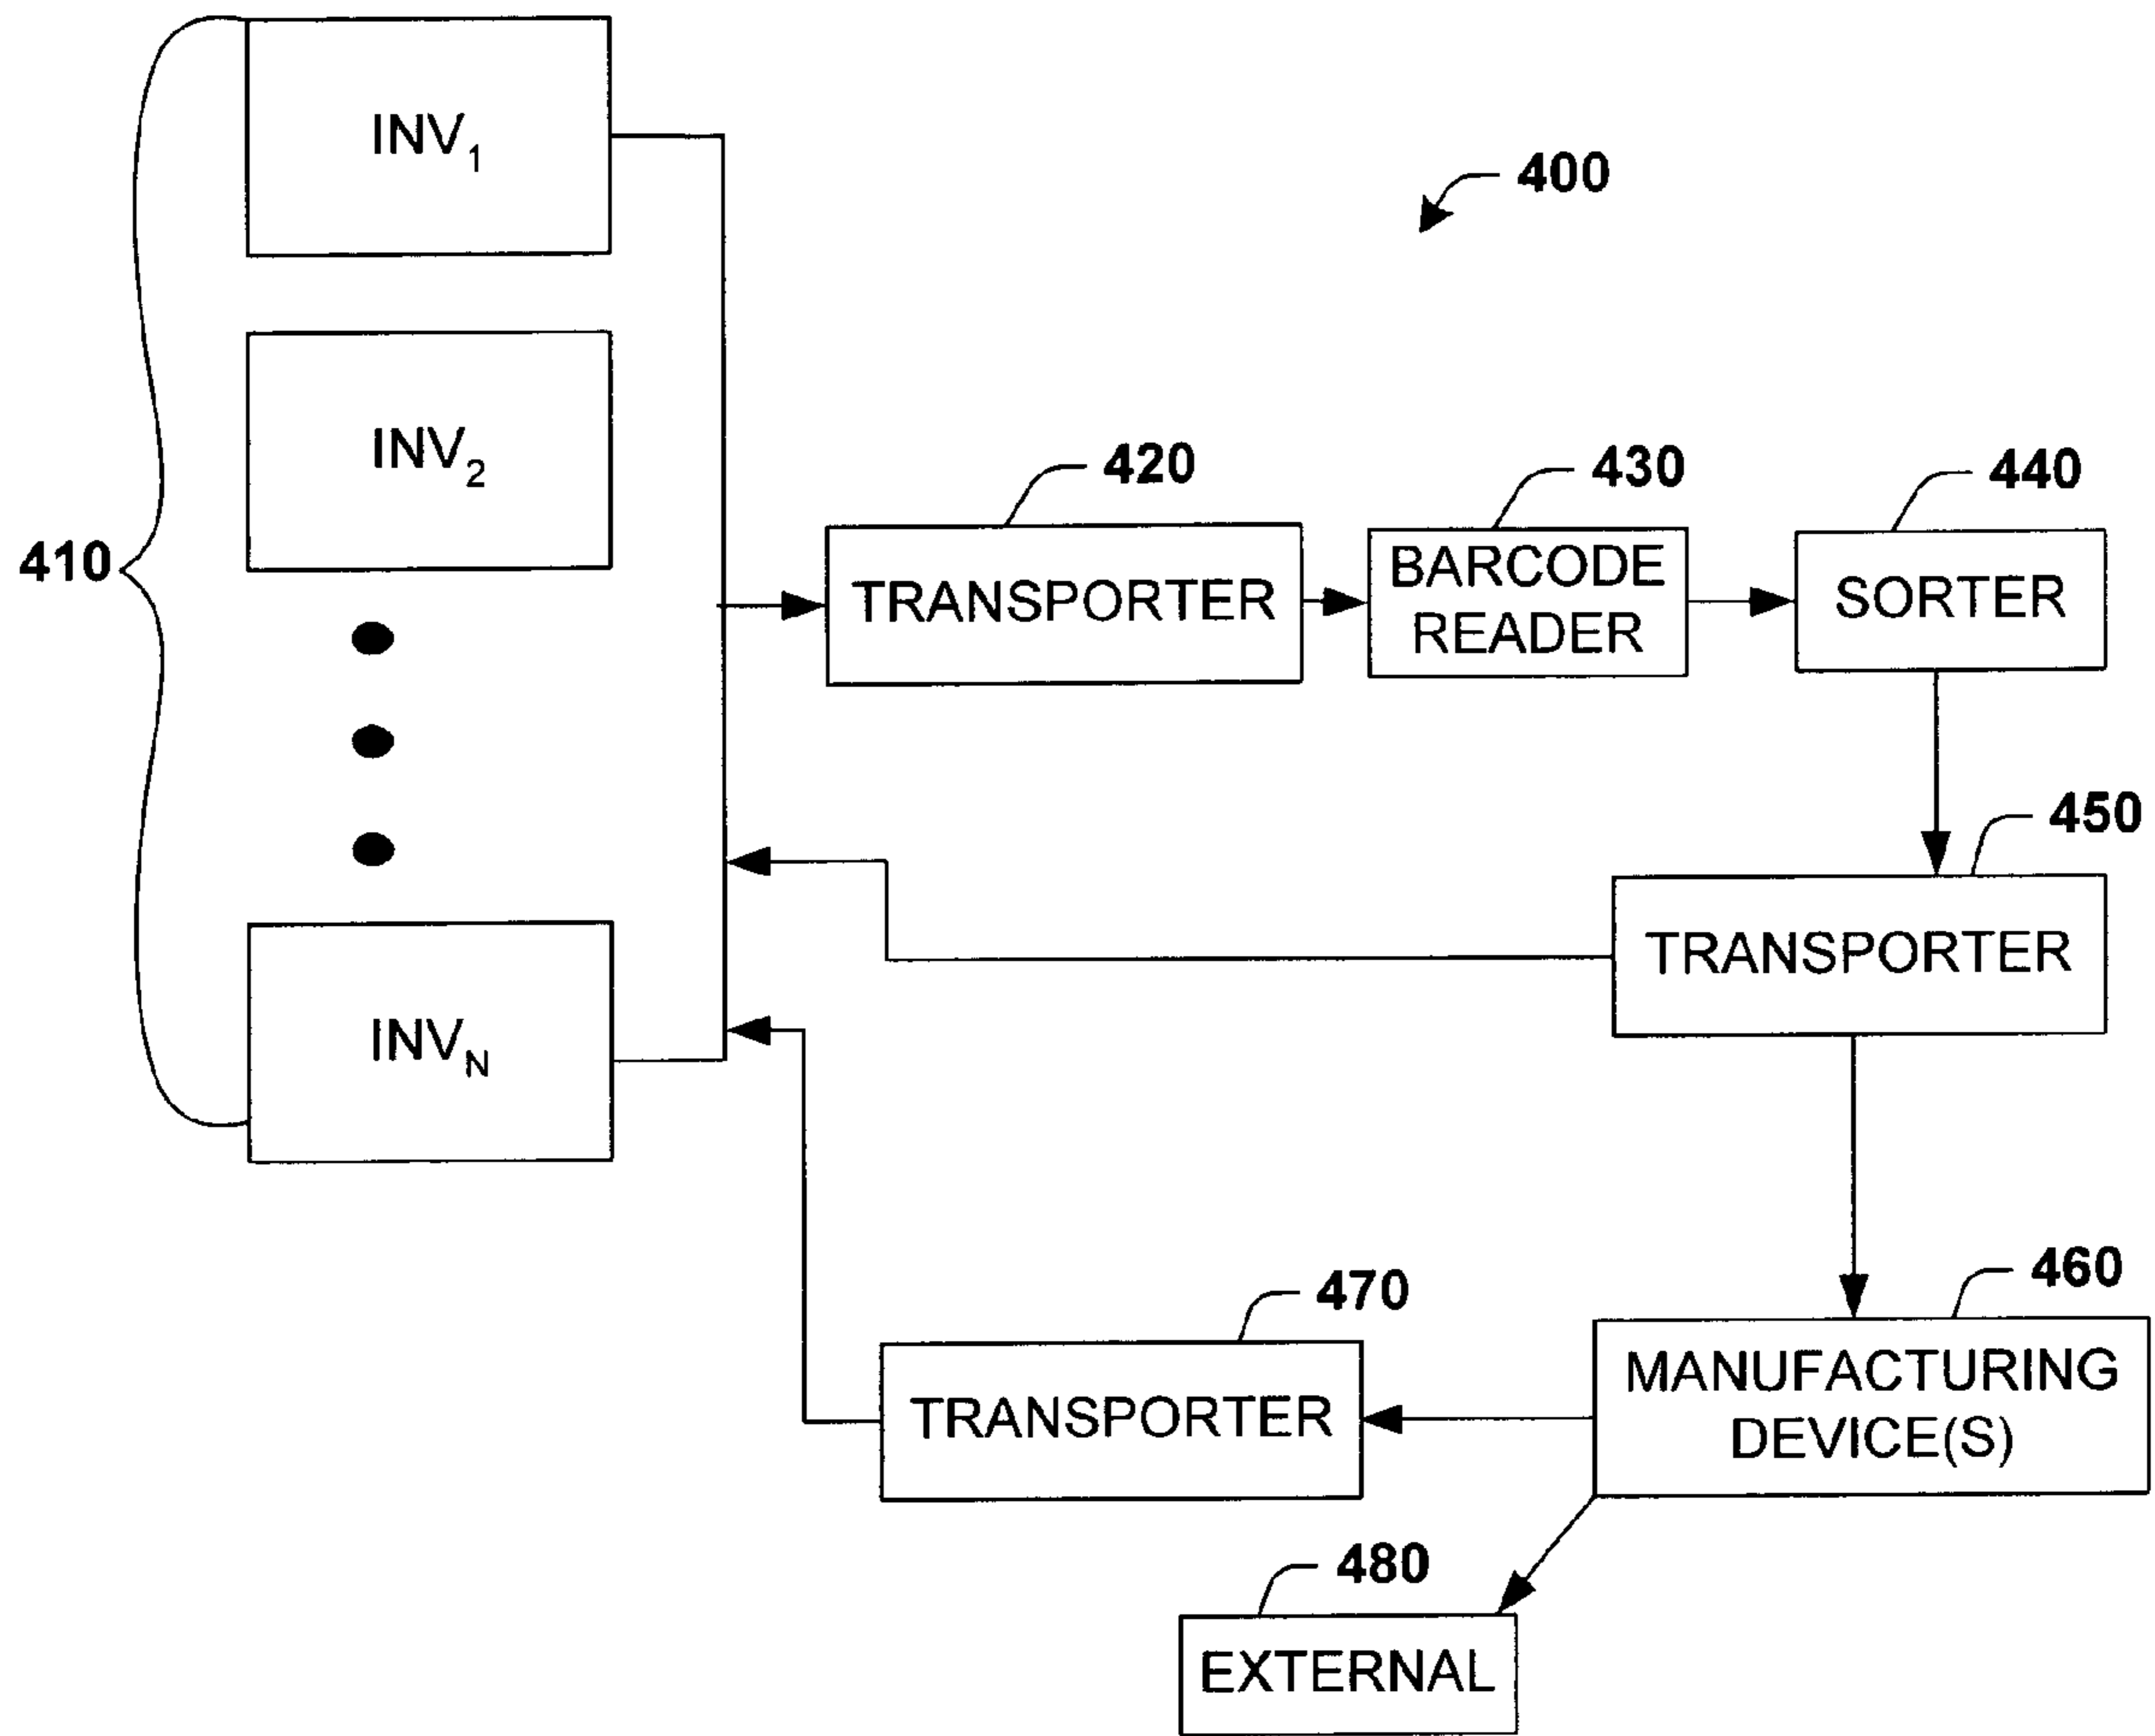 INV1
400
INV2
420
430
440
410
TRANSPORTER
BARCODE
READER
SORTER
450
TRANSPORTER
INVN
460
470
MANUFACTURING
DEVICE(S)
TRANSPORTER
480
EXTERNAL